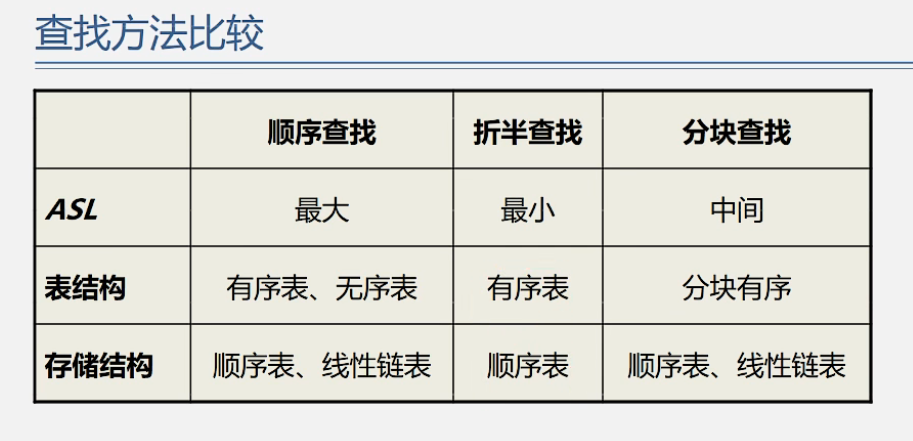 查找方法比较
顺序查找 折半查找 分块查找
ASL 最大 最小 中间
表结构 有序表、无序表 有序表 分块有序
存储结构 顺序表、线性链表 顺序表 顺序表、线性链表